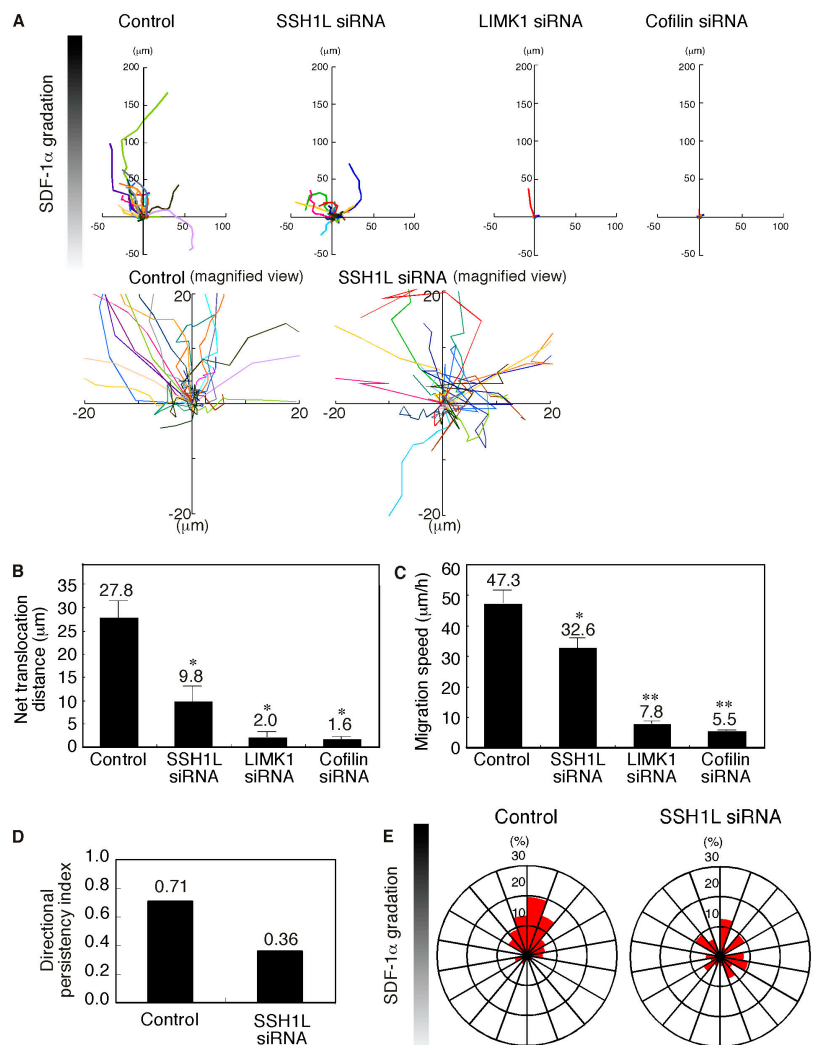 A
Control
SSH1L siRNA
LIMK1 siRNA
Cofilin siRNA
SDF-1α gradation
(μm)
200
150
100
50
-50
-50
50
100
(μm)
200
150
100
50
-50
-50
50
100
(μm)
200
150
100
50
-50
-50
50
100
(μm)
200
150
100
50
-50
-50
50
100
Control (magnified view)
20
-20
20
-20
(μm)
SSH1L siRNA (magnified view)
20
-20
20
-20
(μm)
B
Net translocation
distance (μm)
35
30
25
20
15
10
5
0
27.8
*
9.8
*
2.0
*
1.6
Control
SSH1L
siRNA
LIMK1
siRNA
Cofilin
siRNA
C
Migration speed (μm/h)
60
50
40
30
20
10
0
47.3
*
32.6
**
7.8
**
5.5
Control
SSH1L
siRNA
LIMK1
siRNA
Cofilin
siRNA
D
Directional
persistency index
1.0
0.8
0.6
0.4
0.2
0.0
0.71
0.36
Control
SSH1L
siRNA
E
SDF-1α gradation
Control
(%)
30
20
10
SSH1L siRNA
(%)
30
20
10